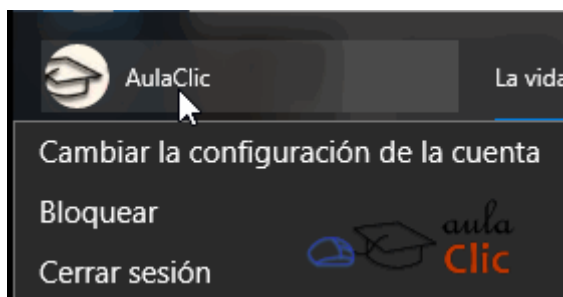 AulaClic
La vida
Cambiar la configuración de la cuenta
Bloquear
aula
Clic
Cerrar sesión